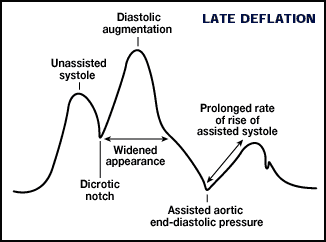 LATE DEFLATION
Diastolic
augmentation
Unassisted
systole
Prolonged rate
of rise of
assisted systole
Widened
appearance
Dicrotic
notch
Assisted aortic
end-diastolic pressure